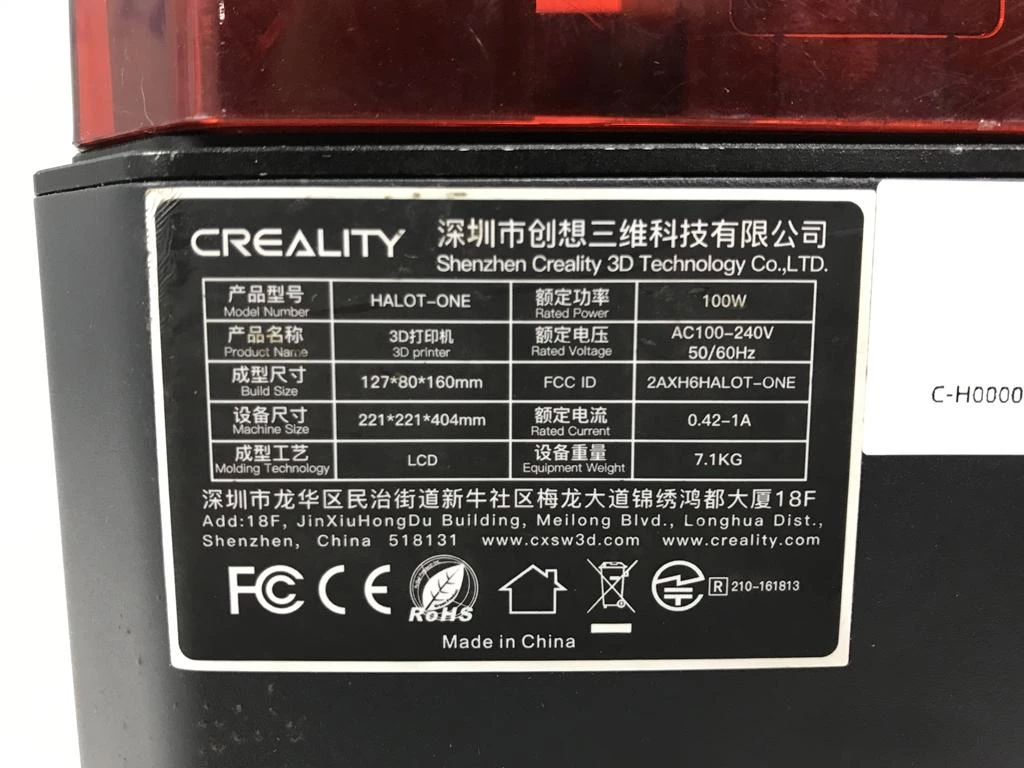 CREALITY 深圳市创想三维科技有限公司
Shenzhen Creality 3D Technology Co.,LTD.
产品型号 HALOT-ONE 额定功率 100W
Model Number Rated Power
产品名称 3D打印机 额定电压 AC100-240V
Product Name 3D printer Rated Voltage 50/60Hz
成型尺寸 127*80*160mm FCC ID 2AXH6HALOT-ONE
Build Size
设备尺寸 221*221*404mm 额定电流 0.42-1A
Machine Size Rated Current
成型工艺 LCD 设备重量 7.1KG
Molding Technology Equipment Weight
深圳市龙华区民治街道新牛社区梅龙大道锦绣鸿都大厦18F
Add:18F, JinXiuHongDu Building, Meilong Blvd., Longhua Dist.,
Shenzhen, China 518131 www.cxsw3d.com www.creality.com
FC CE RoHS R 210-161813
Made in China
C-H0000